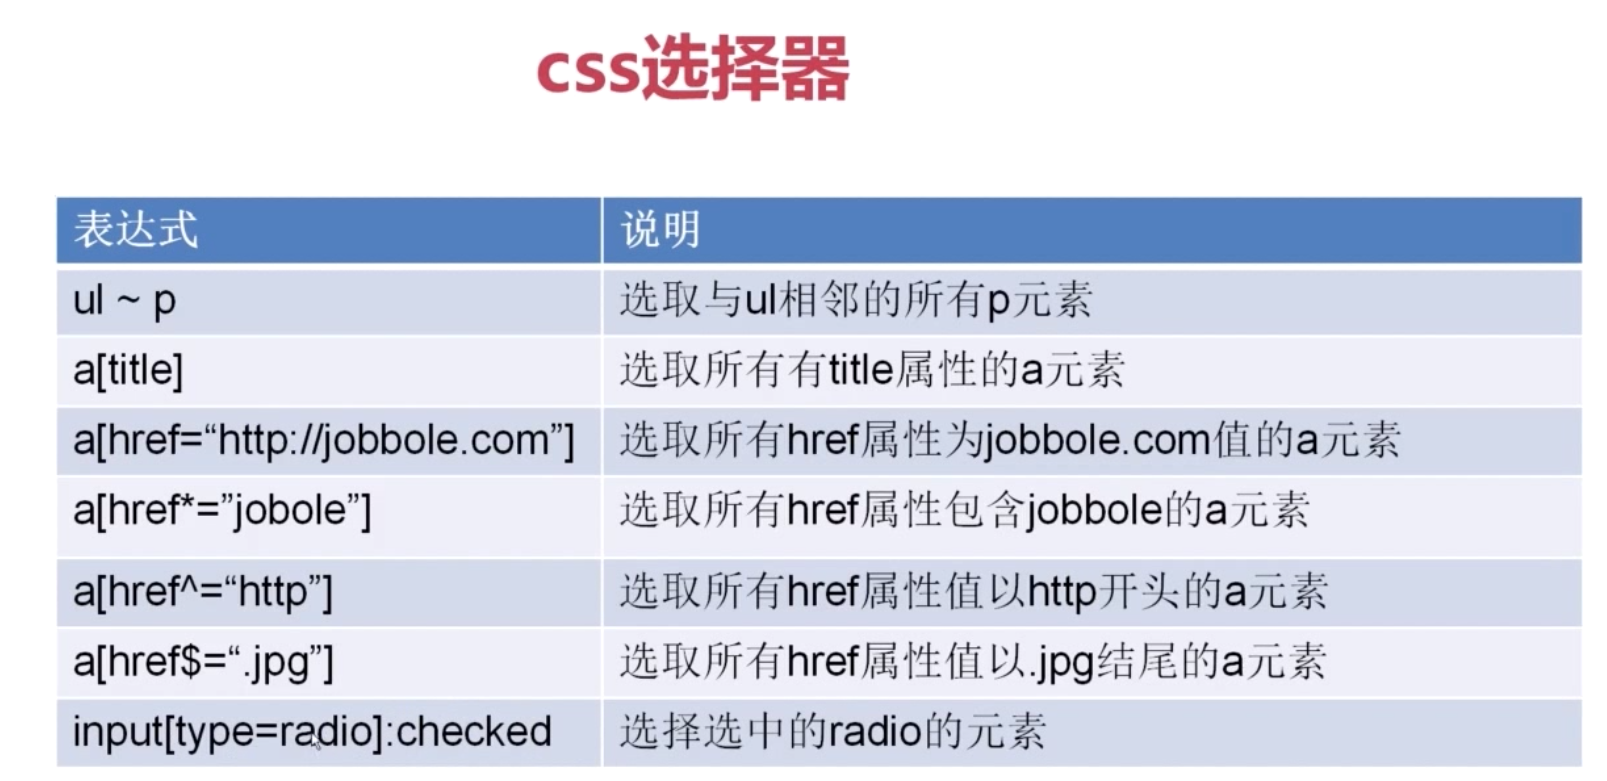 css选择器
表达式 说明
ul ~ p 选取与ul相邻的所有p元素
a[title] 选取所有有title属性的a元素
a[href=“http://jobbole.com”] 选取所有href属性为jobbole.com值的a元素
a[href*=”jobole”] 选取所有href属性包含jobbole的a元素
a[href^=“http”] 选取所有href属性值以http开头的a元素
a[href$=“.jpg”] 选取所有href属性值以.jpg结尾的a元素
input[type=radio]:checked 选择选中的radio的元素